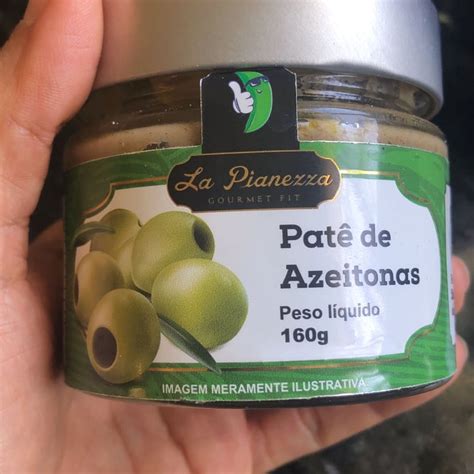 La Pianezza
GOURMET FIT
Patê de
Azeitonas
Peso líquido
160g
IMAGEM MERAMENTE ILUSTRATIVA